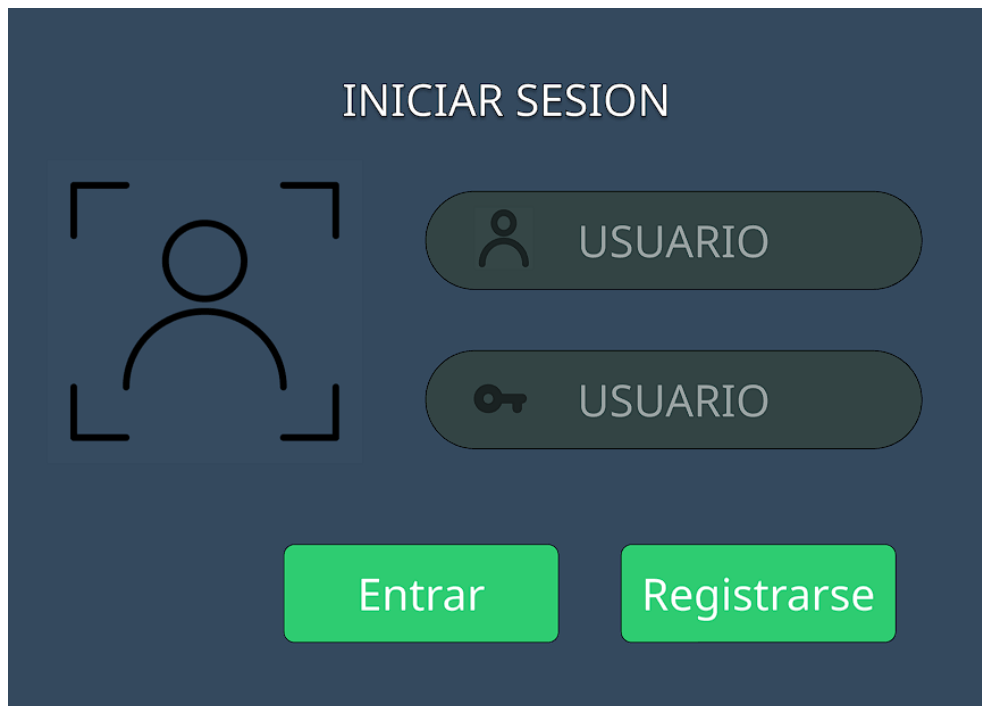 INICIAR SESION
USUARIO
USUARIO
Entrar
Registrarse